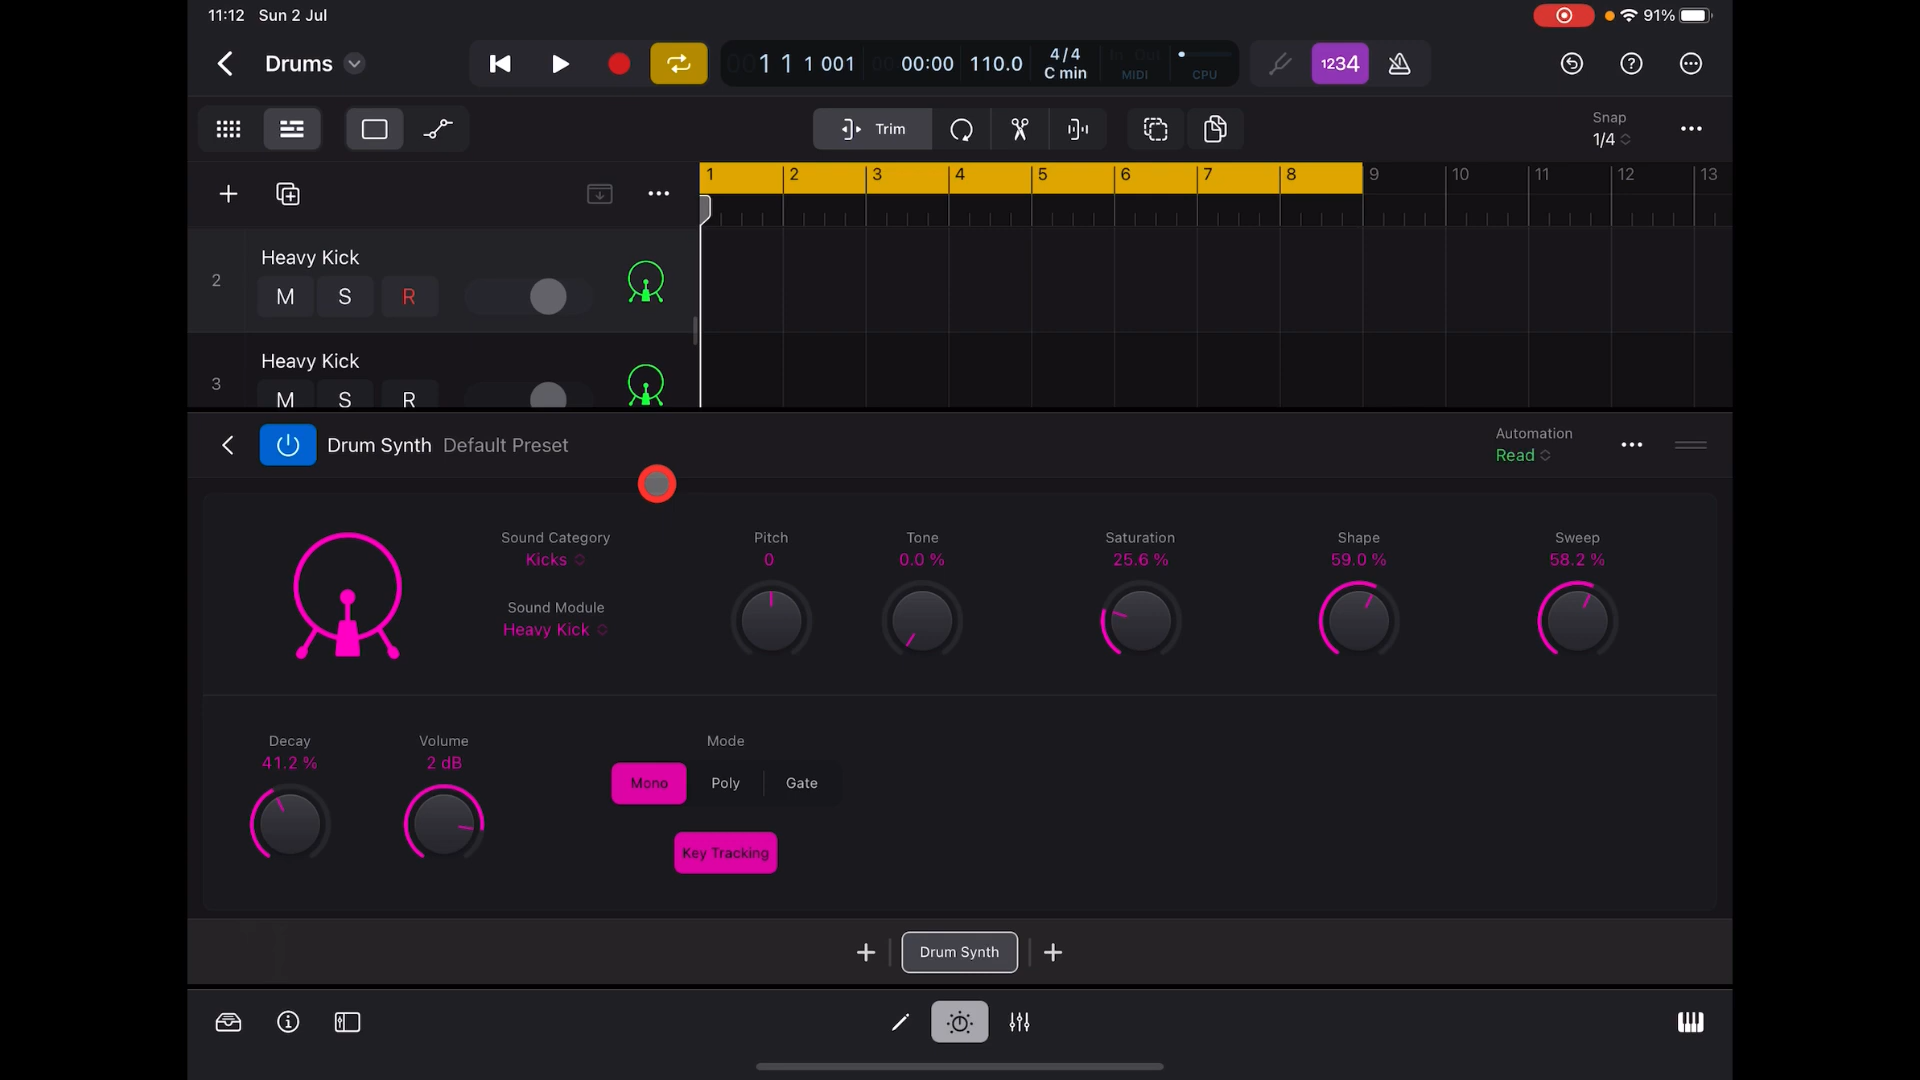 11:12 Sun 2 Jul
91%
Drums
001 1 1 001
00 00:00
110.0
4/4
C min
In Out
MIDI
CPU
1234
Trim
Snap
1/4
1 2 3 4 5 6 7 8 9 10 11 12 13
2
Heavy Kick
M S R
3
Heavy Kick
M S R
Drum Synth Default Preset
Automation
Read
Sound Category
Kicks
Sound Module
Heavy Kick
Pitch
0
Tone
0.0 %
Saturation
25.6 %
Shape
59.0 %
Sweep
58.2 %
Decay
41.2 %
Volume
2 dB
Mode
Mono Poly Gate
Key Tracking
Drum Synth